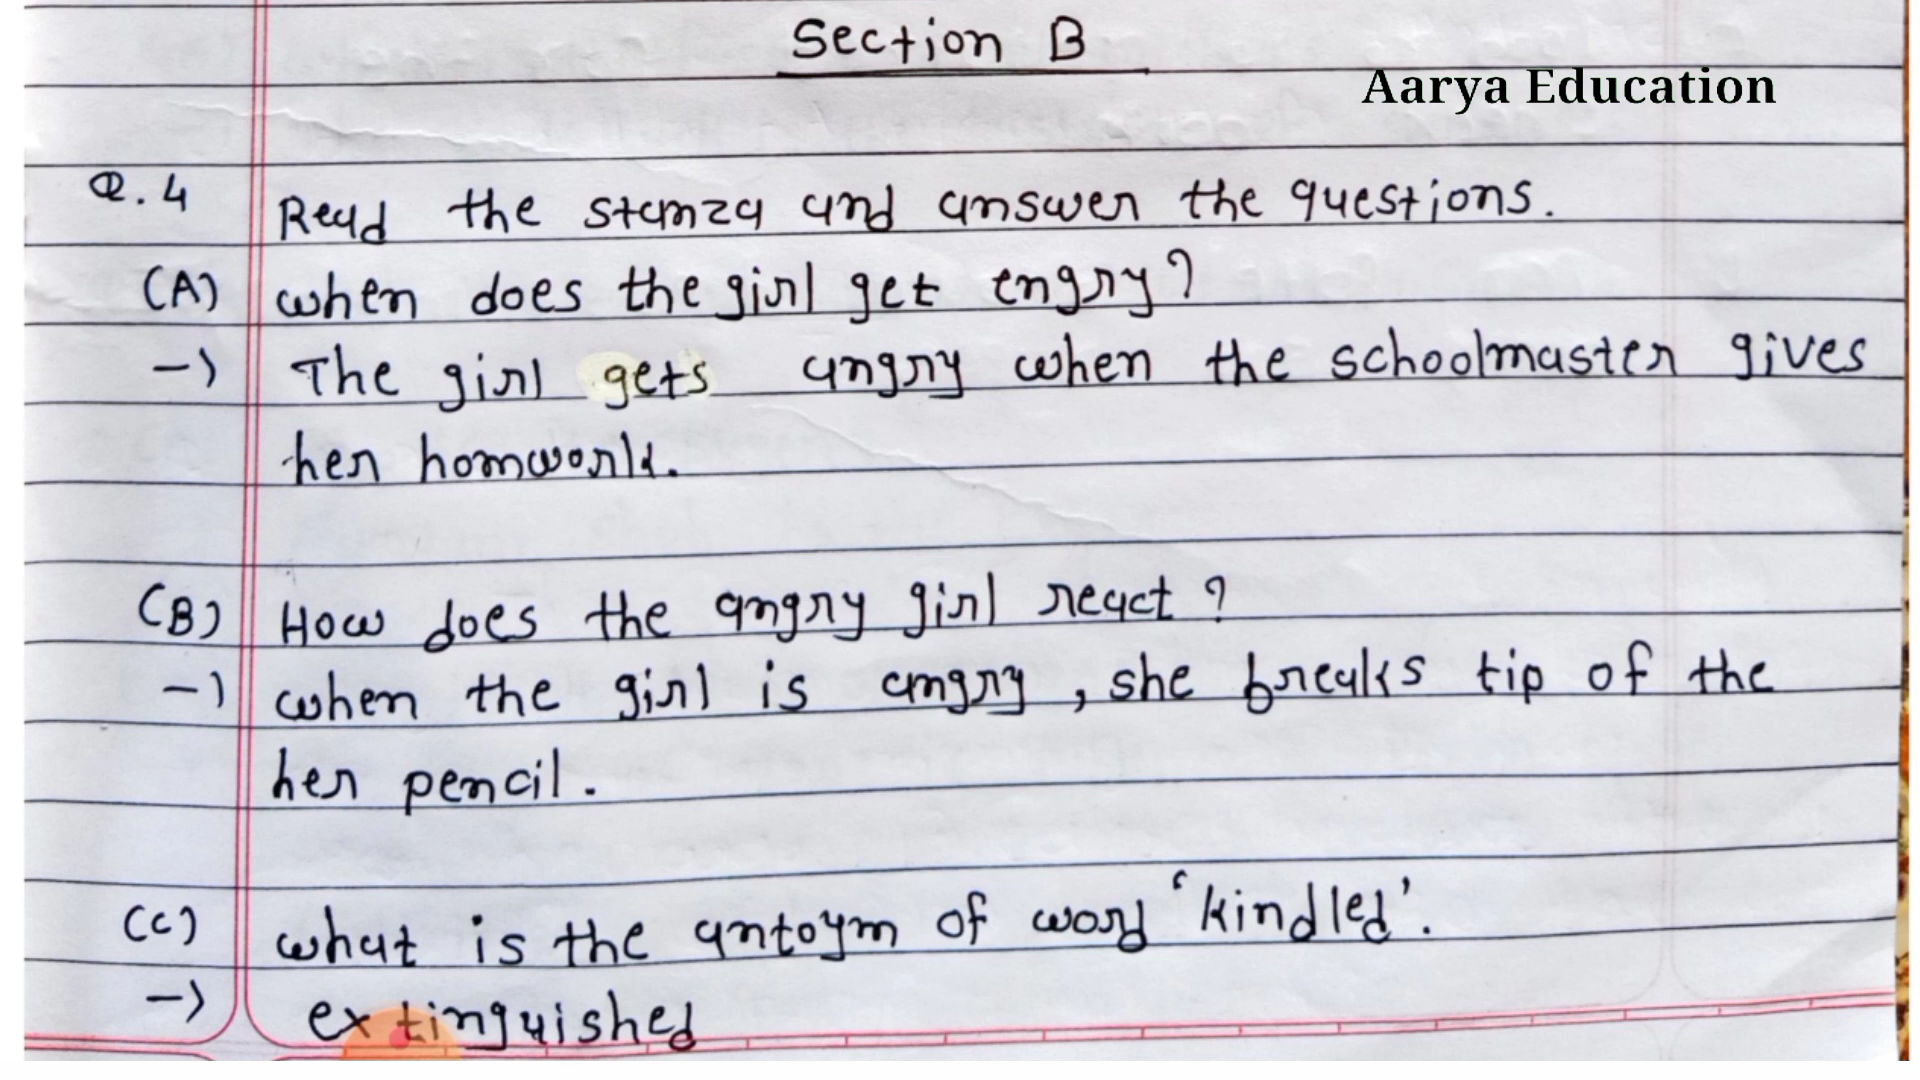 Section B
Aarya Education
Q.4 Read the stanza and answer the questions.
(A) when does the girl get engry?
-> The girl gets angry when the schoolmaster gives
her homwork.
(B) How does the angry girl react ?
-> when the girl is angry , she breaks tip of the
her pencil.
(C) what is the antoym of word 'kindled'.
-> extinguished